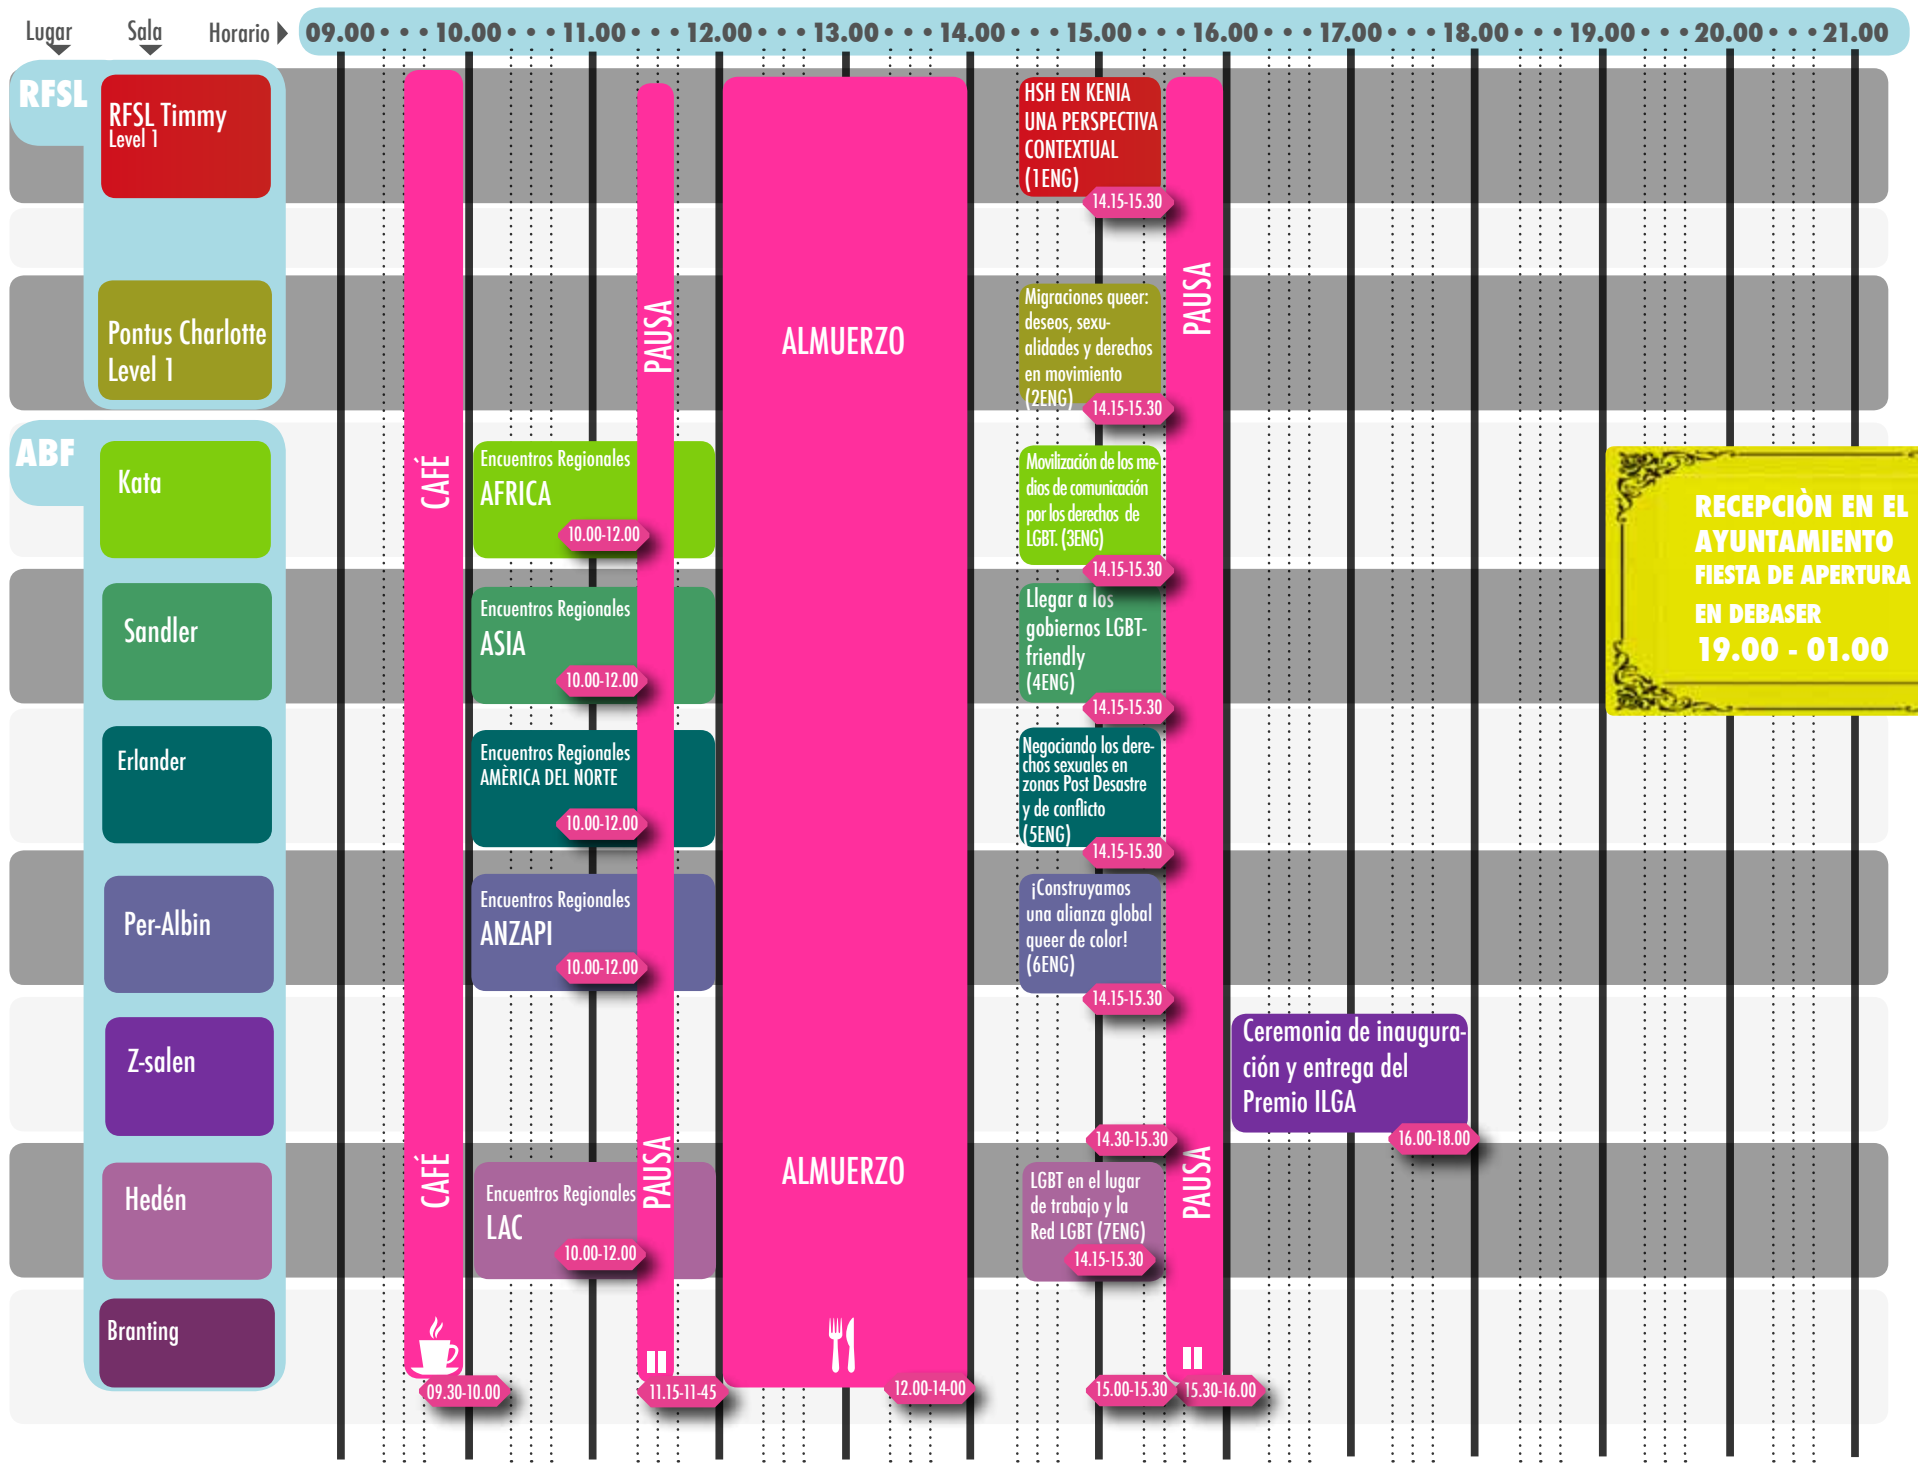 Lugar Sala Horario
09.00 10.00 11.00 12.00 13.00 14.00 15.00 16.00 17.00 18.00 19.00 20.00 21.00
RFSL
RFSL Timmy
Level 1
HSH EN KENIA
UNA PERSPECTIVA
CONTEXTUAL
(1ENG)
14.15-15.30
Pontus Charlotte
Level 1
Migraciones queer:
deseos, sexu-
alidades y derechos
en movimiento
(2ENG)
14.15-15.30
CAFÉ
PAUSA
ALMUERZO
PAUSA
ABF
Kata
Encuentros Regionales
AFRICA
10.00-12.00
Movilización de los me-
dios de comunicación
por los derechos de
LGBT. (3ENG)
14.15-15.30
RECEPCIÒN EN EL
AYUNTAMIENTO
FIESTA DE APERTURA
EN DEBASER
19.00 - 01.00
Sandler
Encuentros Regionales
ASIA
10.00-12.00
Llegar a los
gobiernos LGBT-
friendly
(4ENG)
14.15-15.30
Erlander
Encuentros Regionales
AMÈRICA DEL NORTE
10.00-12.00
Negociando los dere-
chos sexuales en
zonas Post Desastre
y de conflicto
(5ENG)
14.15-15.30
Per-Albin
Encuentros Regionales
ANZAPI
10.00-12.00
¡Construyamos
una alianza global
queer de color!
(6ENG)
14.15-15.30
Z-salen
Ceremonia de inaugura-
ción y entrega del
Premio ILGA
16.00-18.00
14.30-15.30
Hedén
CAFÉ
Encuentros Regionales
LAC
10.00-12.00
PAUSA
ALMUERZO
LGBT en el lugar
de trabajo y la
Red LGBT (7ENG)
14.15-15.30
PAUSA
Branting
09.30-10.00
11.15-11-45
12.00-14-00
15.00-15.30
15.30-16.00